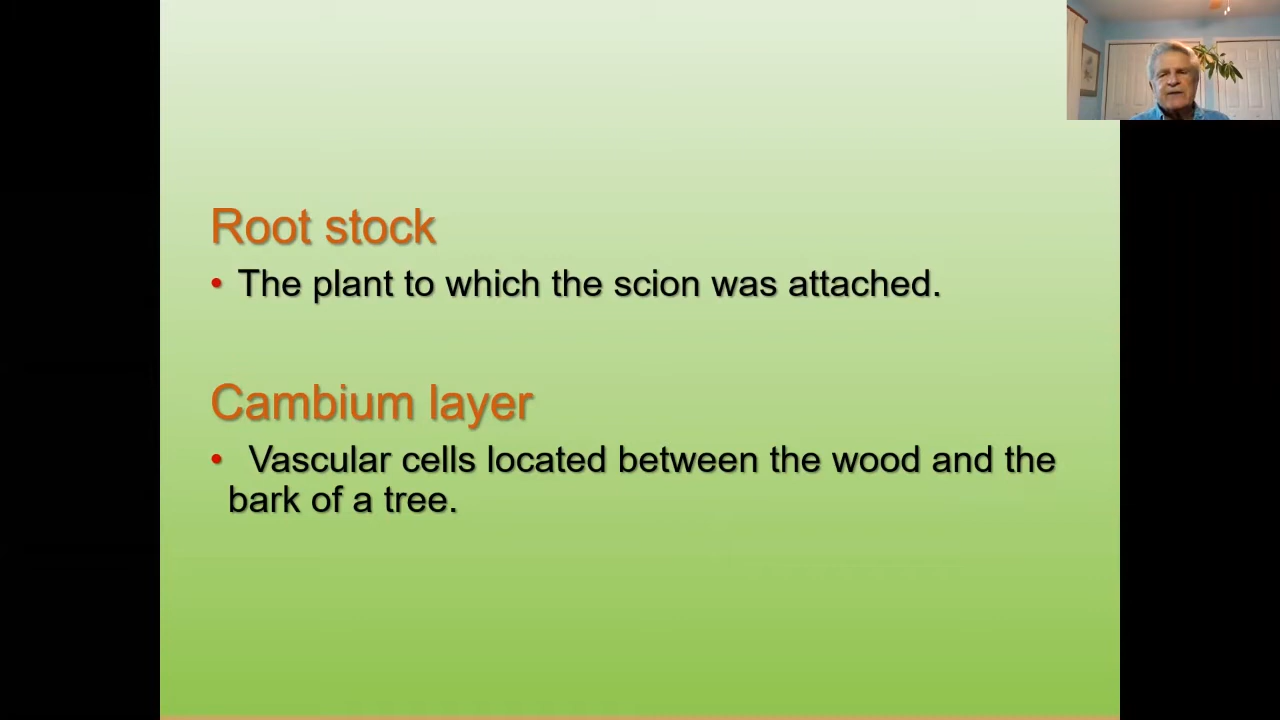 Root stock
• The plant to which the scion was attached.
Cambium layer
• Vascular cells located between the wood and the
bark of a tree.